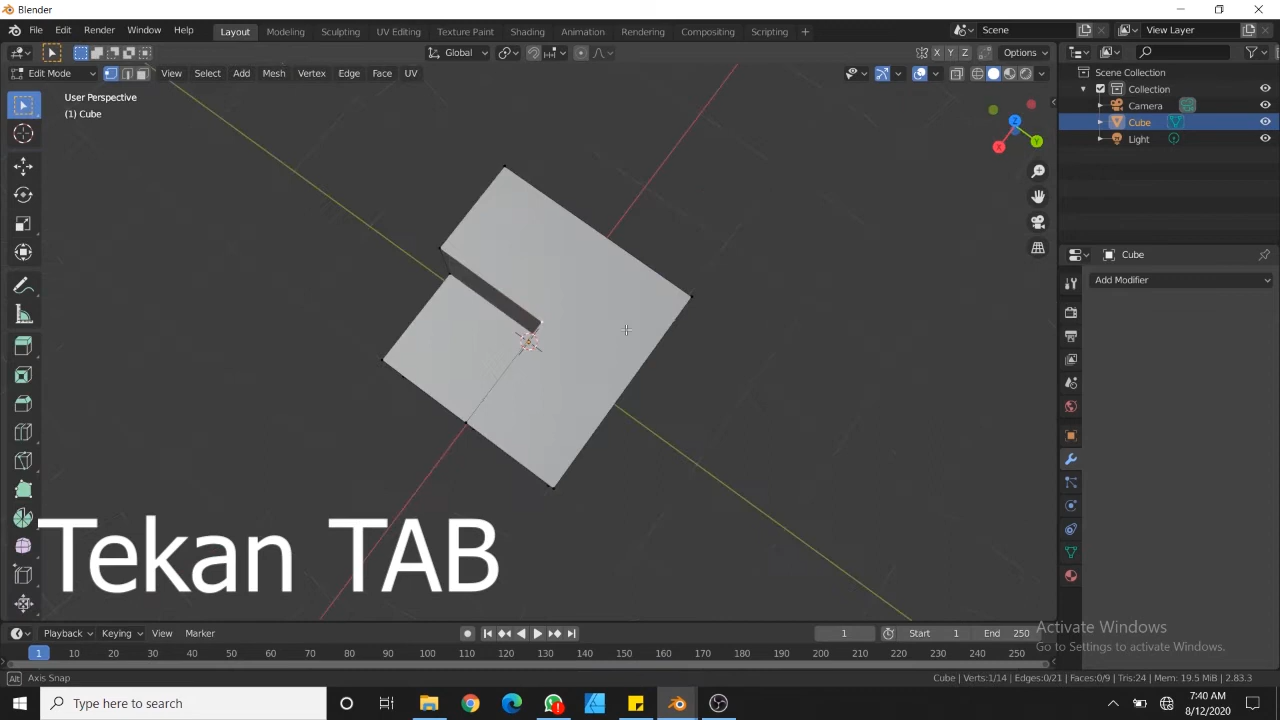 Blender
File Edit Render Window Help
Layout Modeling Sculpting UV Editing Texture Paint Shading Animation Rendering Compositing Scripting +
Scene
View Layer
Global
X Y Z
Options
Edit Mode
View Select Add Mesh Vertex Edge Face UV
User Perspective
(1) Cube
Z
Y
X
Scene Collection
Collection
Camera
Cube
Light
Cube
Add Modifier
Tekan TAB
Playback Keying View Marker
1
Start 1 End 250
1 10 20 30 40 50 60 70 80 90 100 110 120 130 140 150 160 170 180 190 200 210 220 230 240 250
Activate Windows
Go to Settings to activate Windows.
Alt Axis Snap
Cube | Verts:1/14 | Edges:0/21 | Faces:0/9 | Tris:24 | Mem: 19.5 MiB | 2.83.3
Type here to search
7:40 AM
8/12/2020